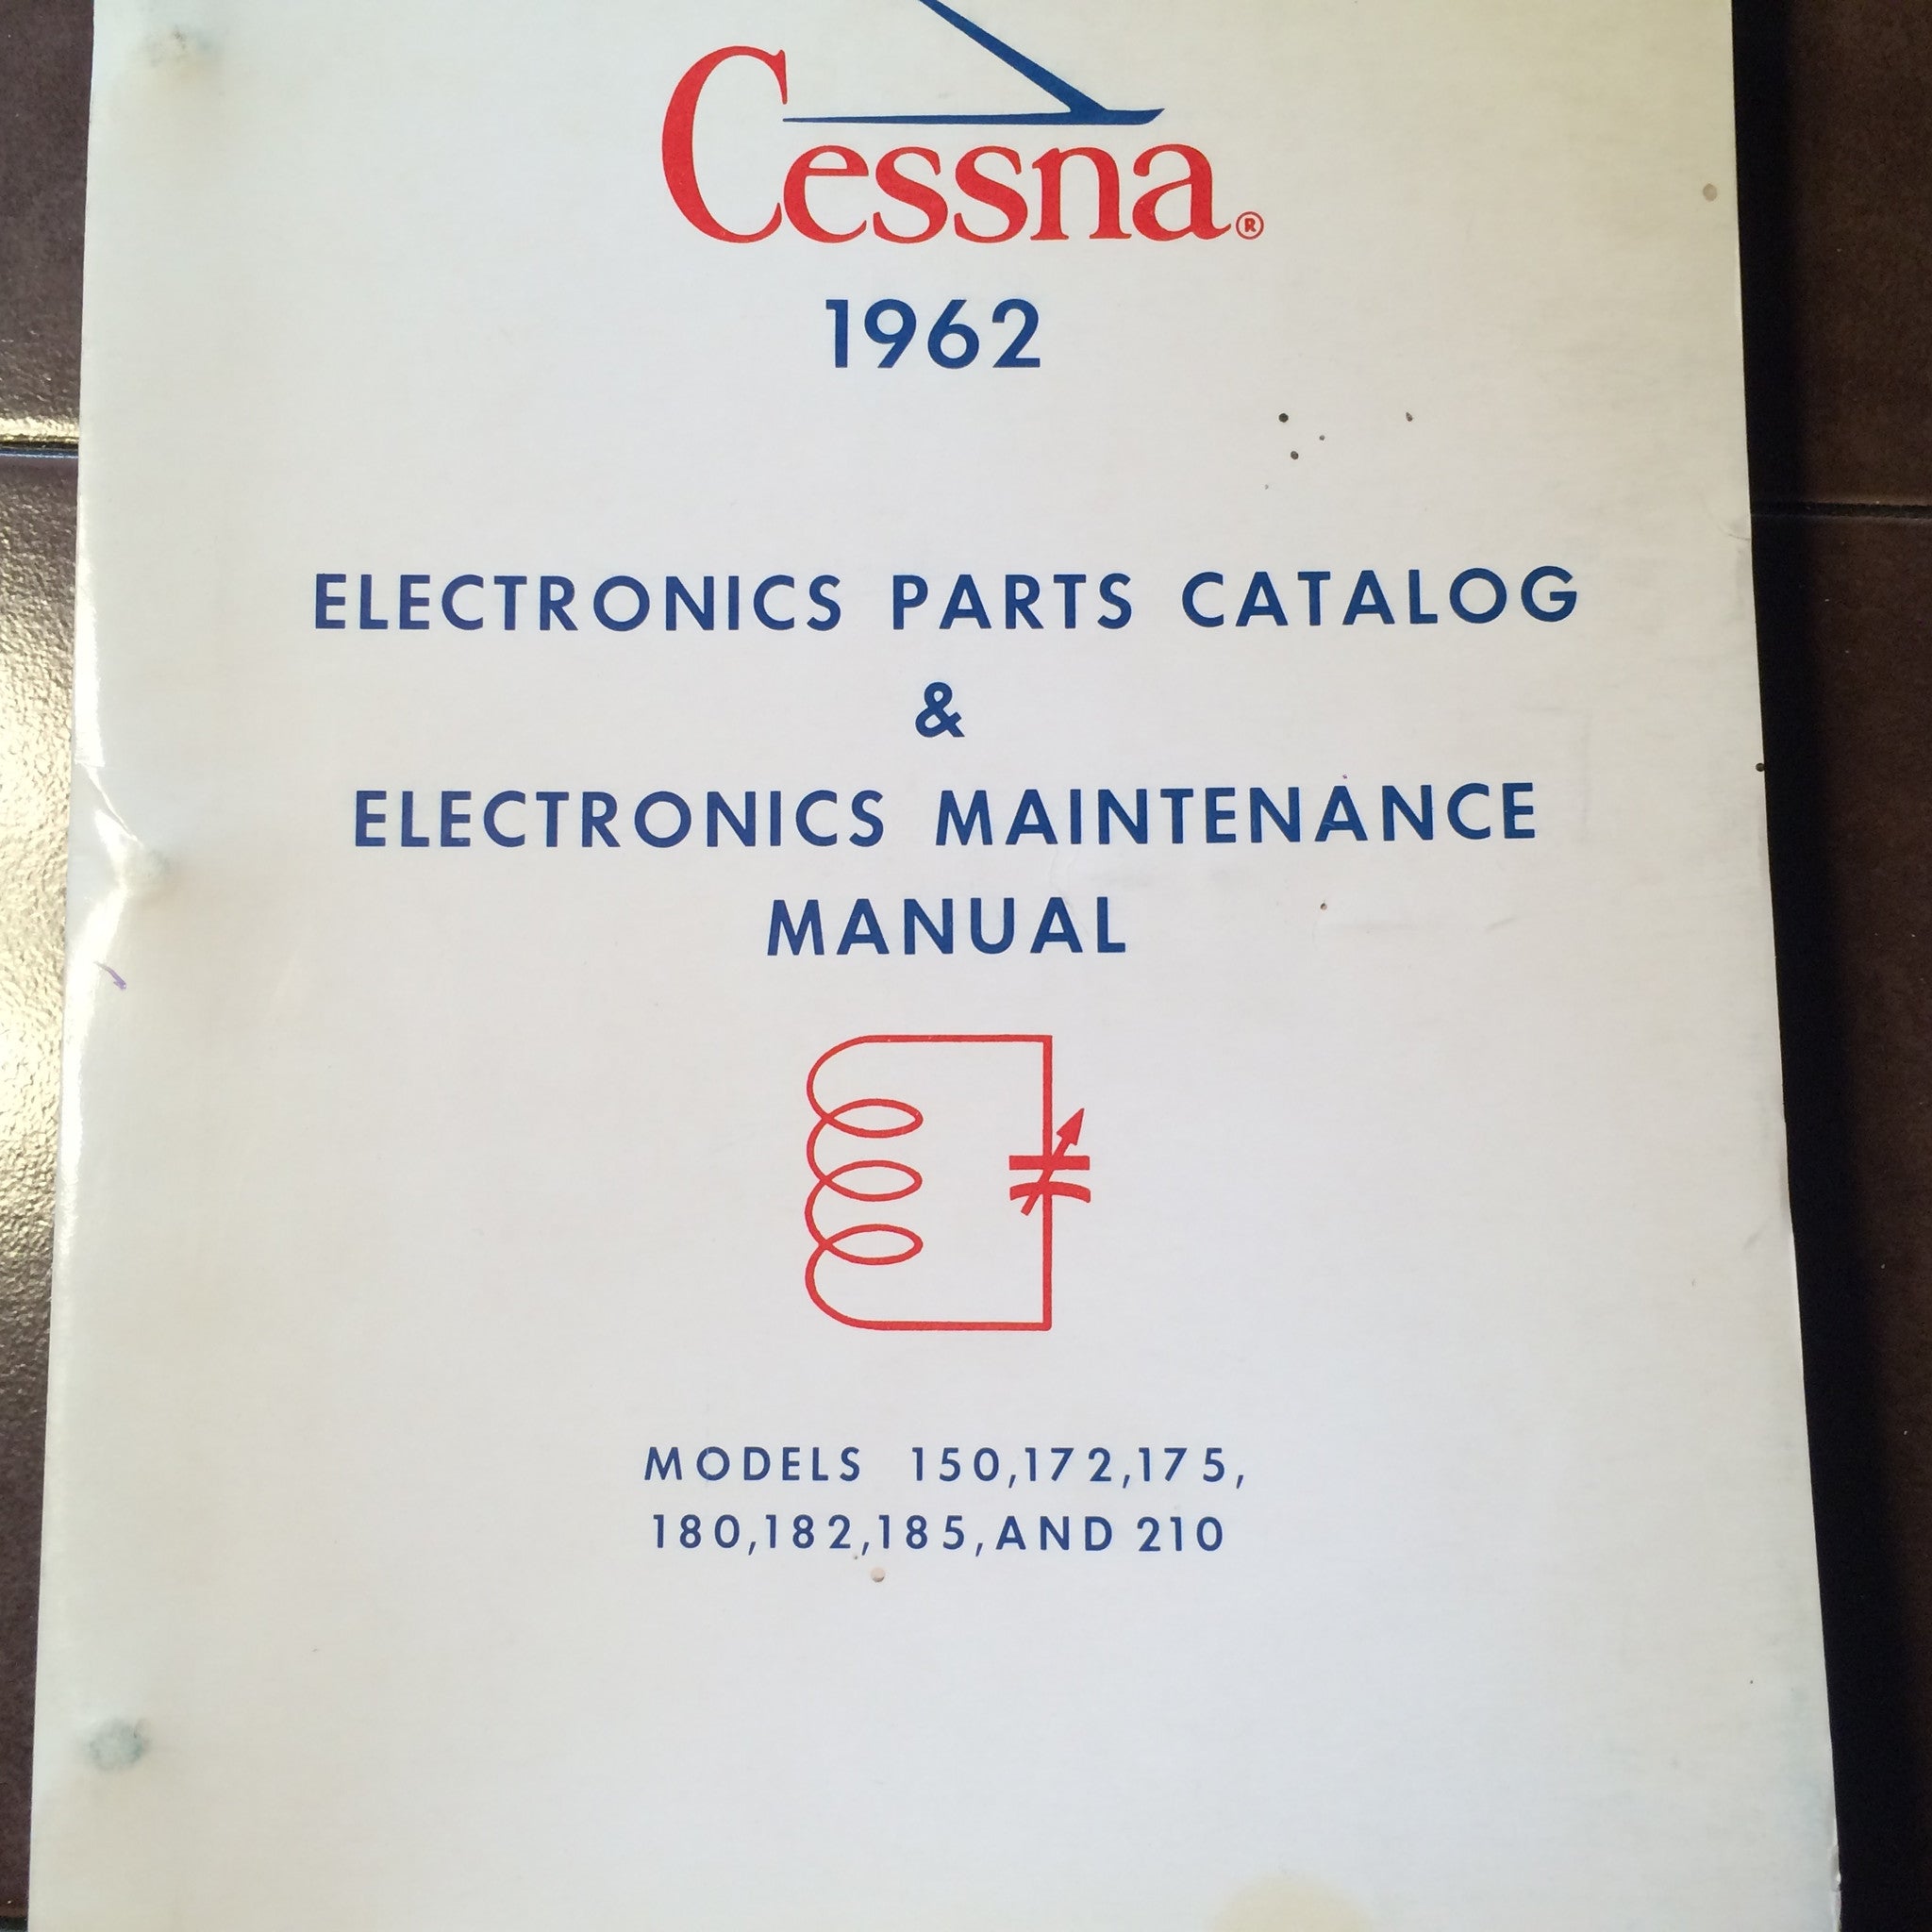 Cessna®
1962
ELECTRONICS PARTS CATALOG
&
ELECTRONICS MAINTENANCE
MANUAL
MODELS 150,172,175,
180,182,185,AND 210